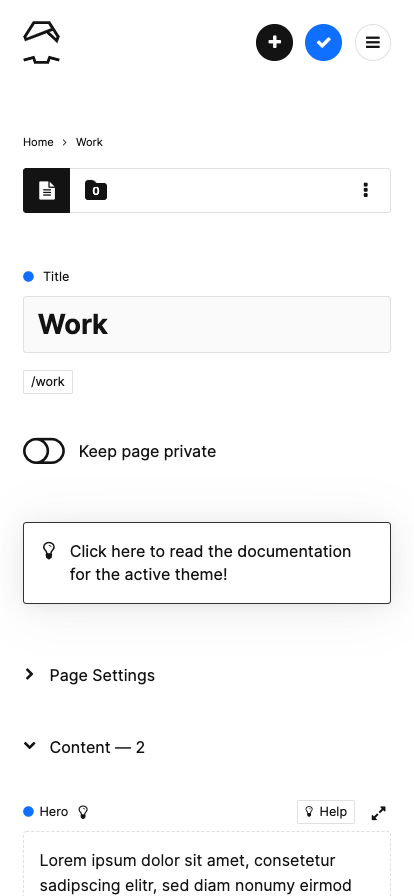 Home › Work
0
Title
Work
/work
Keep page private
Click here to read the documentation
for the active theme!
Page Settings
Content — 2
Hero
Help
Lorem ipsum dolor sit amet, consetetur
sadipscing elitr, sed diam nonumy eirmod